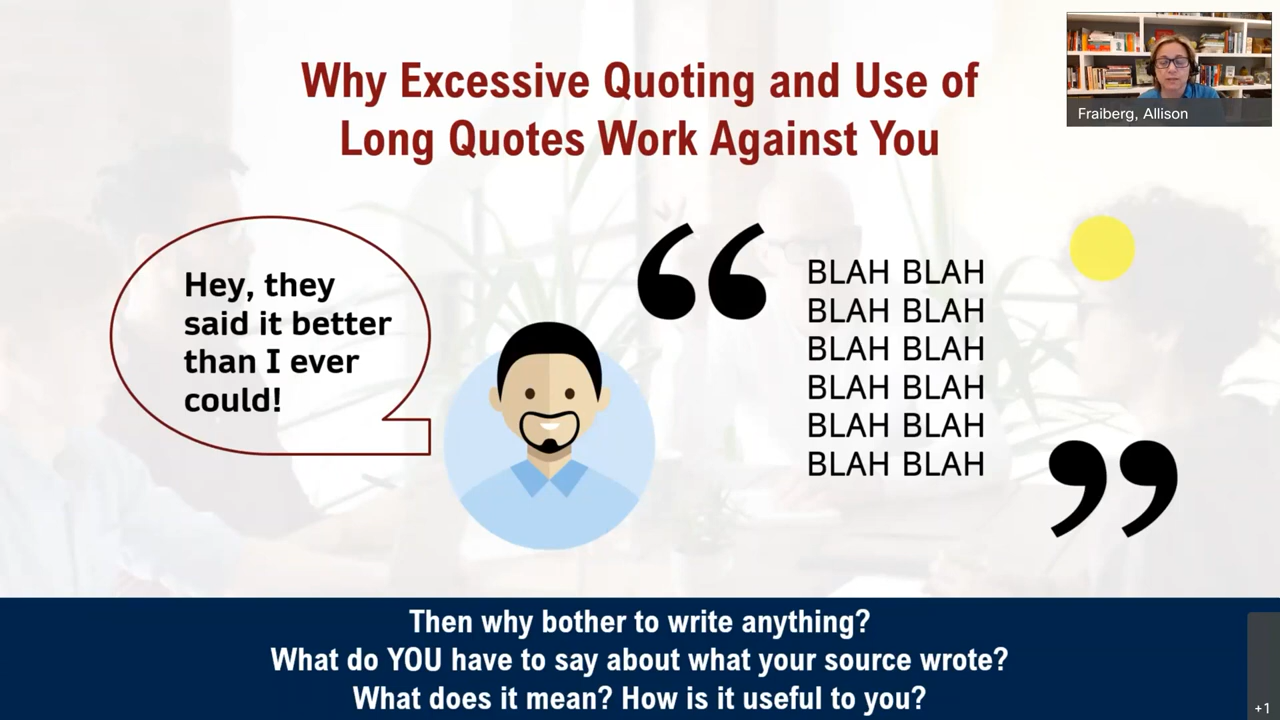 Why Excessive Quoting and Use of
Long Quotes Work Against You
Fraiberg, Allison
Hey, they
said it better
than I ever
could!
“
BLAH BLAH
BLAH BLAH
BLAH BLAH
BLAH BLAH
BLAH BLAH
BLAH BLAH
”
Then why bother to write anything?
What do YOU have to say about what your source wrote?
What does it mean? How is it useful to you?
+1